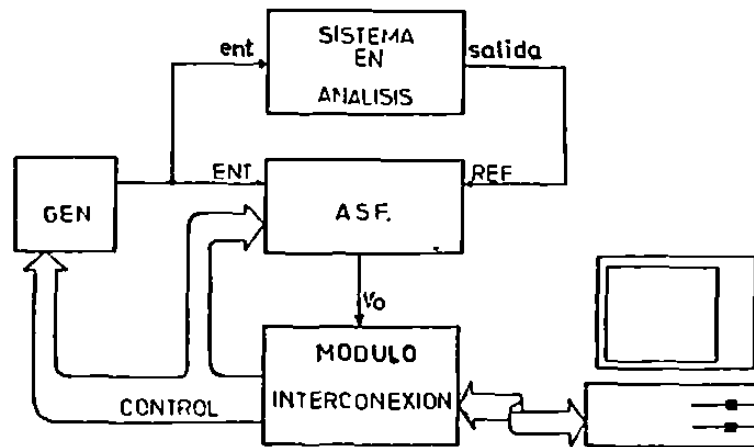 SISTEMA
EN
ANALISIS
ent
salida
GEN
ENT
REF
A.S.F.
Vo
MODULO
INTERCONEXION
CONTROL